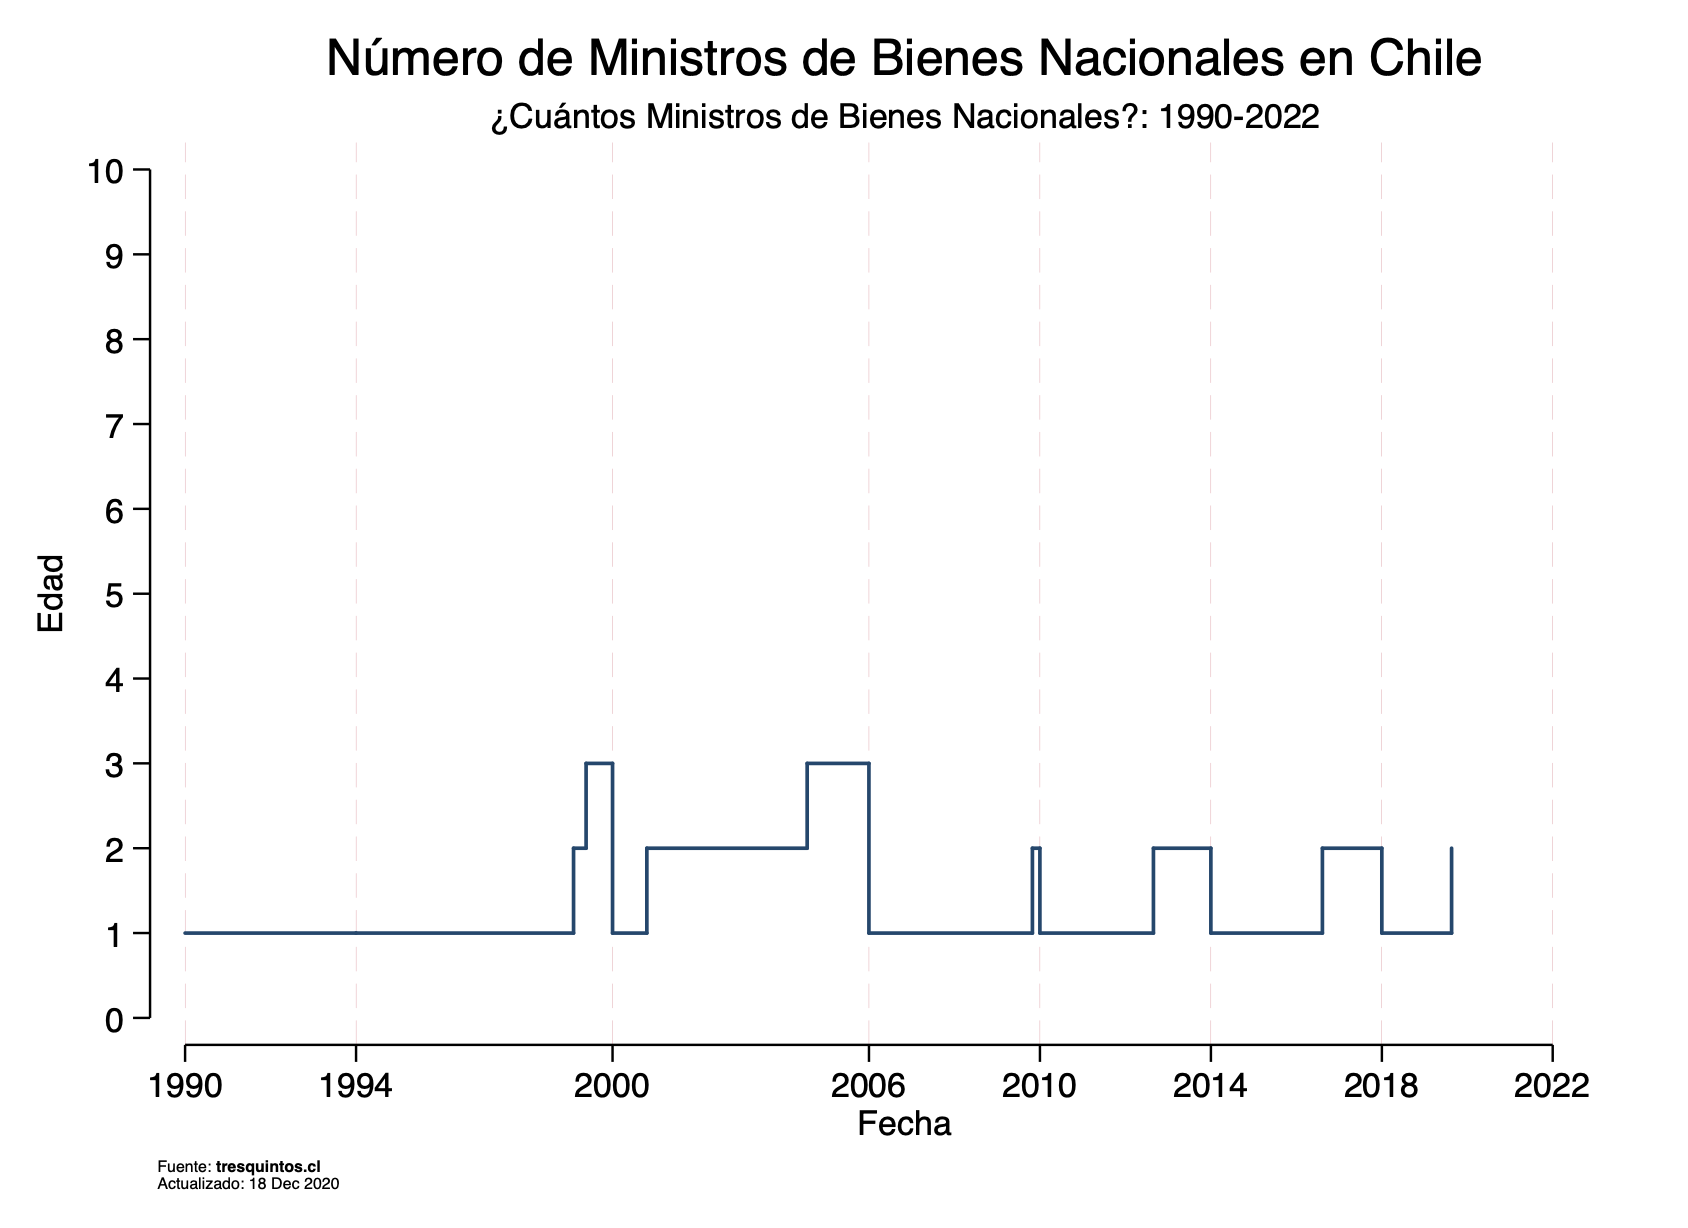 Número de Ministros de Bienes Nacionales en Chile
¿Cuántos Ministros de Bienes Nacionales?: 1990-2022
10
9
8
7
6
5
4
3
2
1
0
Edad
1990 1994 2000 2006 2010 2014 2018 2022
Fecha
Fuente: tresquintos.cl
Actualizado: 18 Dec 2020